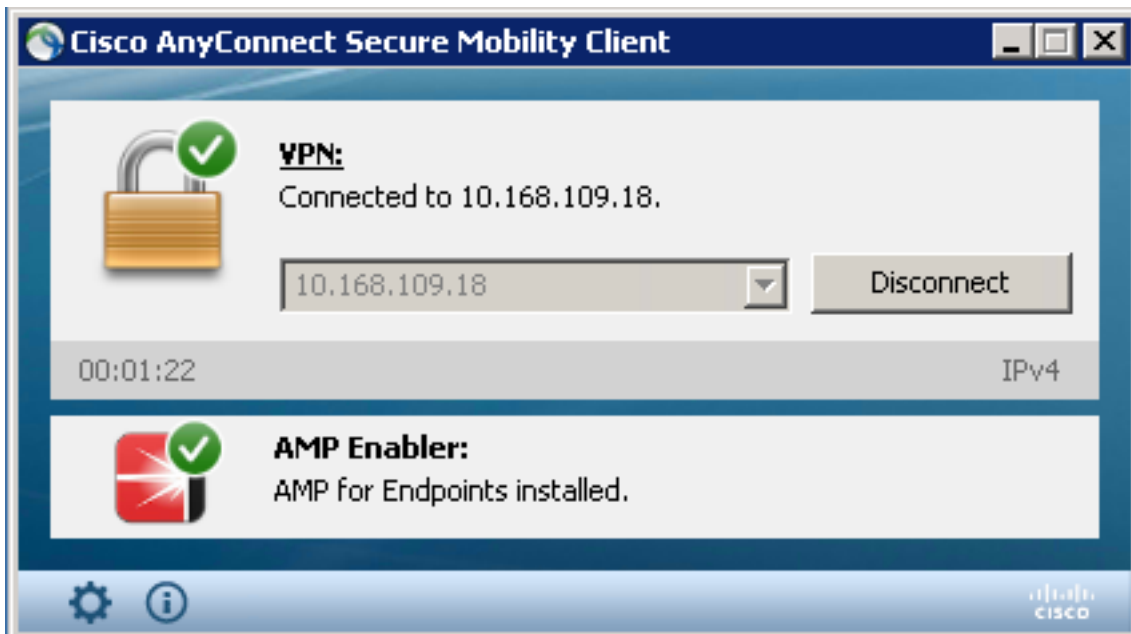 Cisco AnyConnect Secure Mobility Client
VPN:
Connected to 10.168.109.18.
10.168.109.18
Disconnect
00:01:22
IPv4
AMP Enabler:
AMP for Endpoints installed.
CISCO